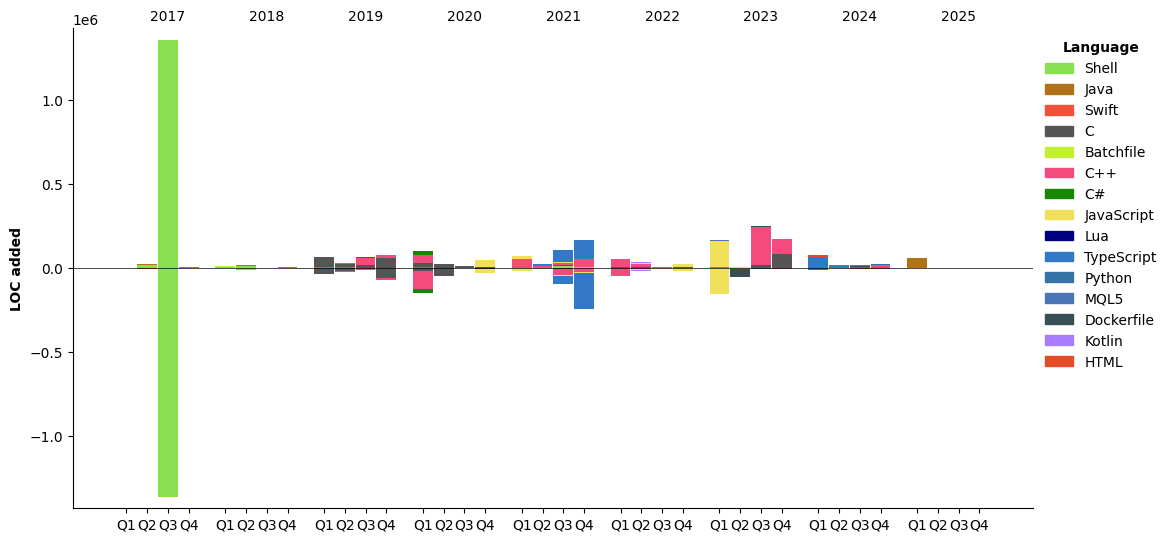 1e6
2017 2018 2019 2020 2021 2022 2023 2024 2025
LOC added
1.0
0.5
0.0
−0.5
−1.0
Q1 Q2 Q3 Q4 Q1 Q2 Q3 Q4 Q1 Q2 Q3 Q4 Q1 Q2 Q3 Q4 Q1 Q2 Q3 Q4 Q1 Q2 Q3 Q4 Q1 Q2 Q3 Q4 Q1 Q2 Q3 Q4 Q1 Q2 Q3 Q4
Language
Shell
Java
Swift
C
Batchfile
C++
C#
JavaScript
Lua
TypeScript
Python
MQL5
Dockerfile
Kotlin
HTML